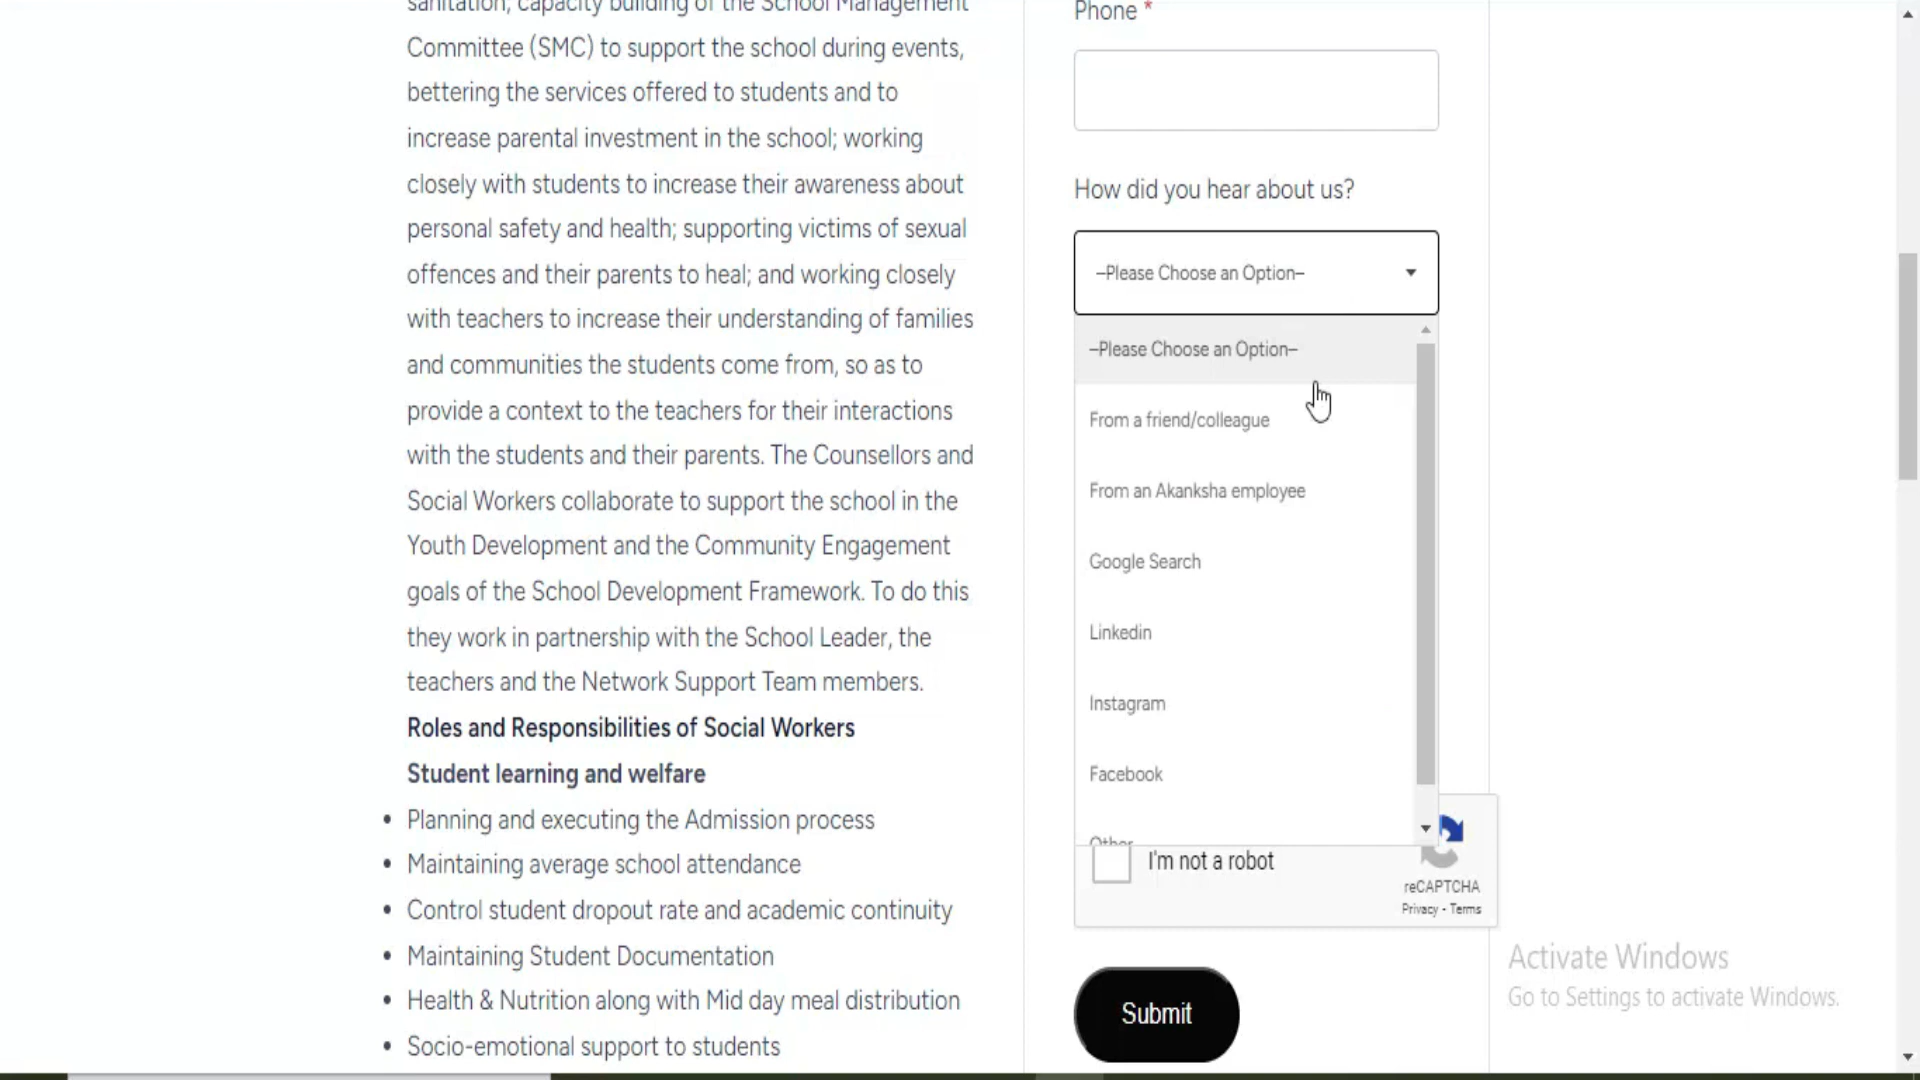 sanitation; capacity building of the School Management
Committee (SMC) to support the school during events,
bettering the services offered to students and to
increase parental investment in the school; working
closely with students to increase their awareness about
personal safety and health; supporting victims of sexual
offences and their parents to heal; and working closely
with teachers to increase their understanding of families
and communities the students come from, so as to
provide a context to the teachers for their interactions
with the students and their parents. The Counsellors and
Social Workers collaborate to support the school in the
Youth Development and the Community Engagement
goals of the School Development Framework. To do this
they work in partnership with the School Leader, the
teachers and the Network Support Team members.
Roles and Responsibilities of Social Workers
Student learning and welfare
• Planning and executing the Admission process
• Maintaining average school attendance
• Control student dropout rate and academic continuity
• Maintaining Student Documentation
• Health & Nutrition along with Mid day meal distribution
• Socio-emotional support to students
Phone *
How did you hear about us?
–Please Choose an Option–
–Please Choose an Option–
From a friend/colleague
From an Akanksha employee
Google Search
Linkedin
Instagram
Facebook
Other
I'm not a robot
reCAPTCHA
Privacy - Terms
Submit
Activate Windows
Go to Settings to activate Windows.